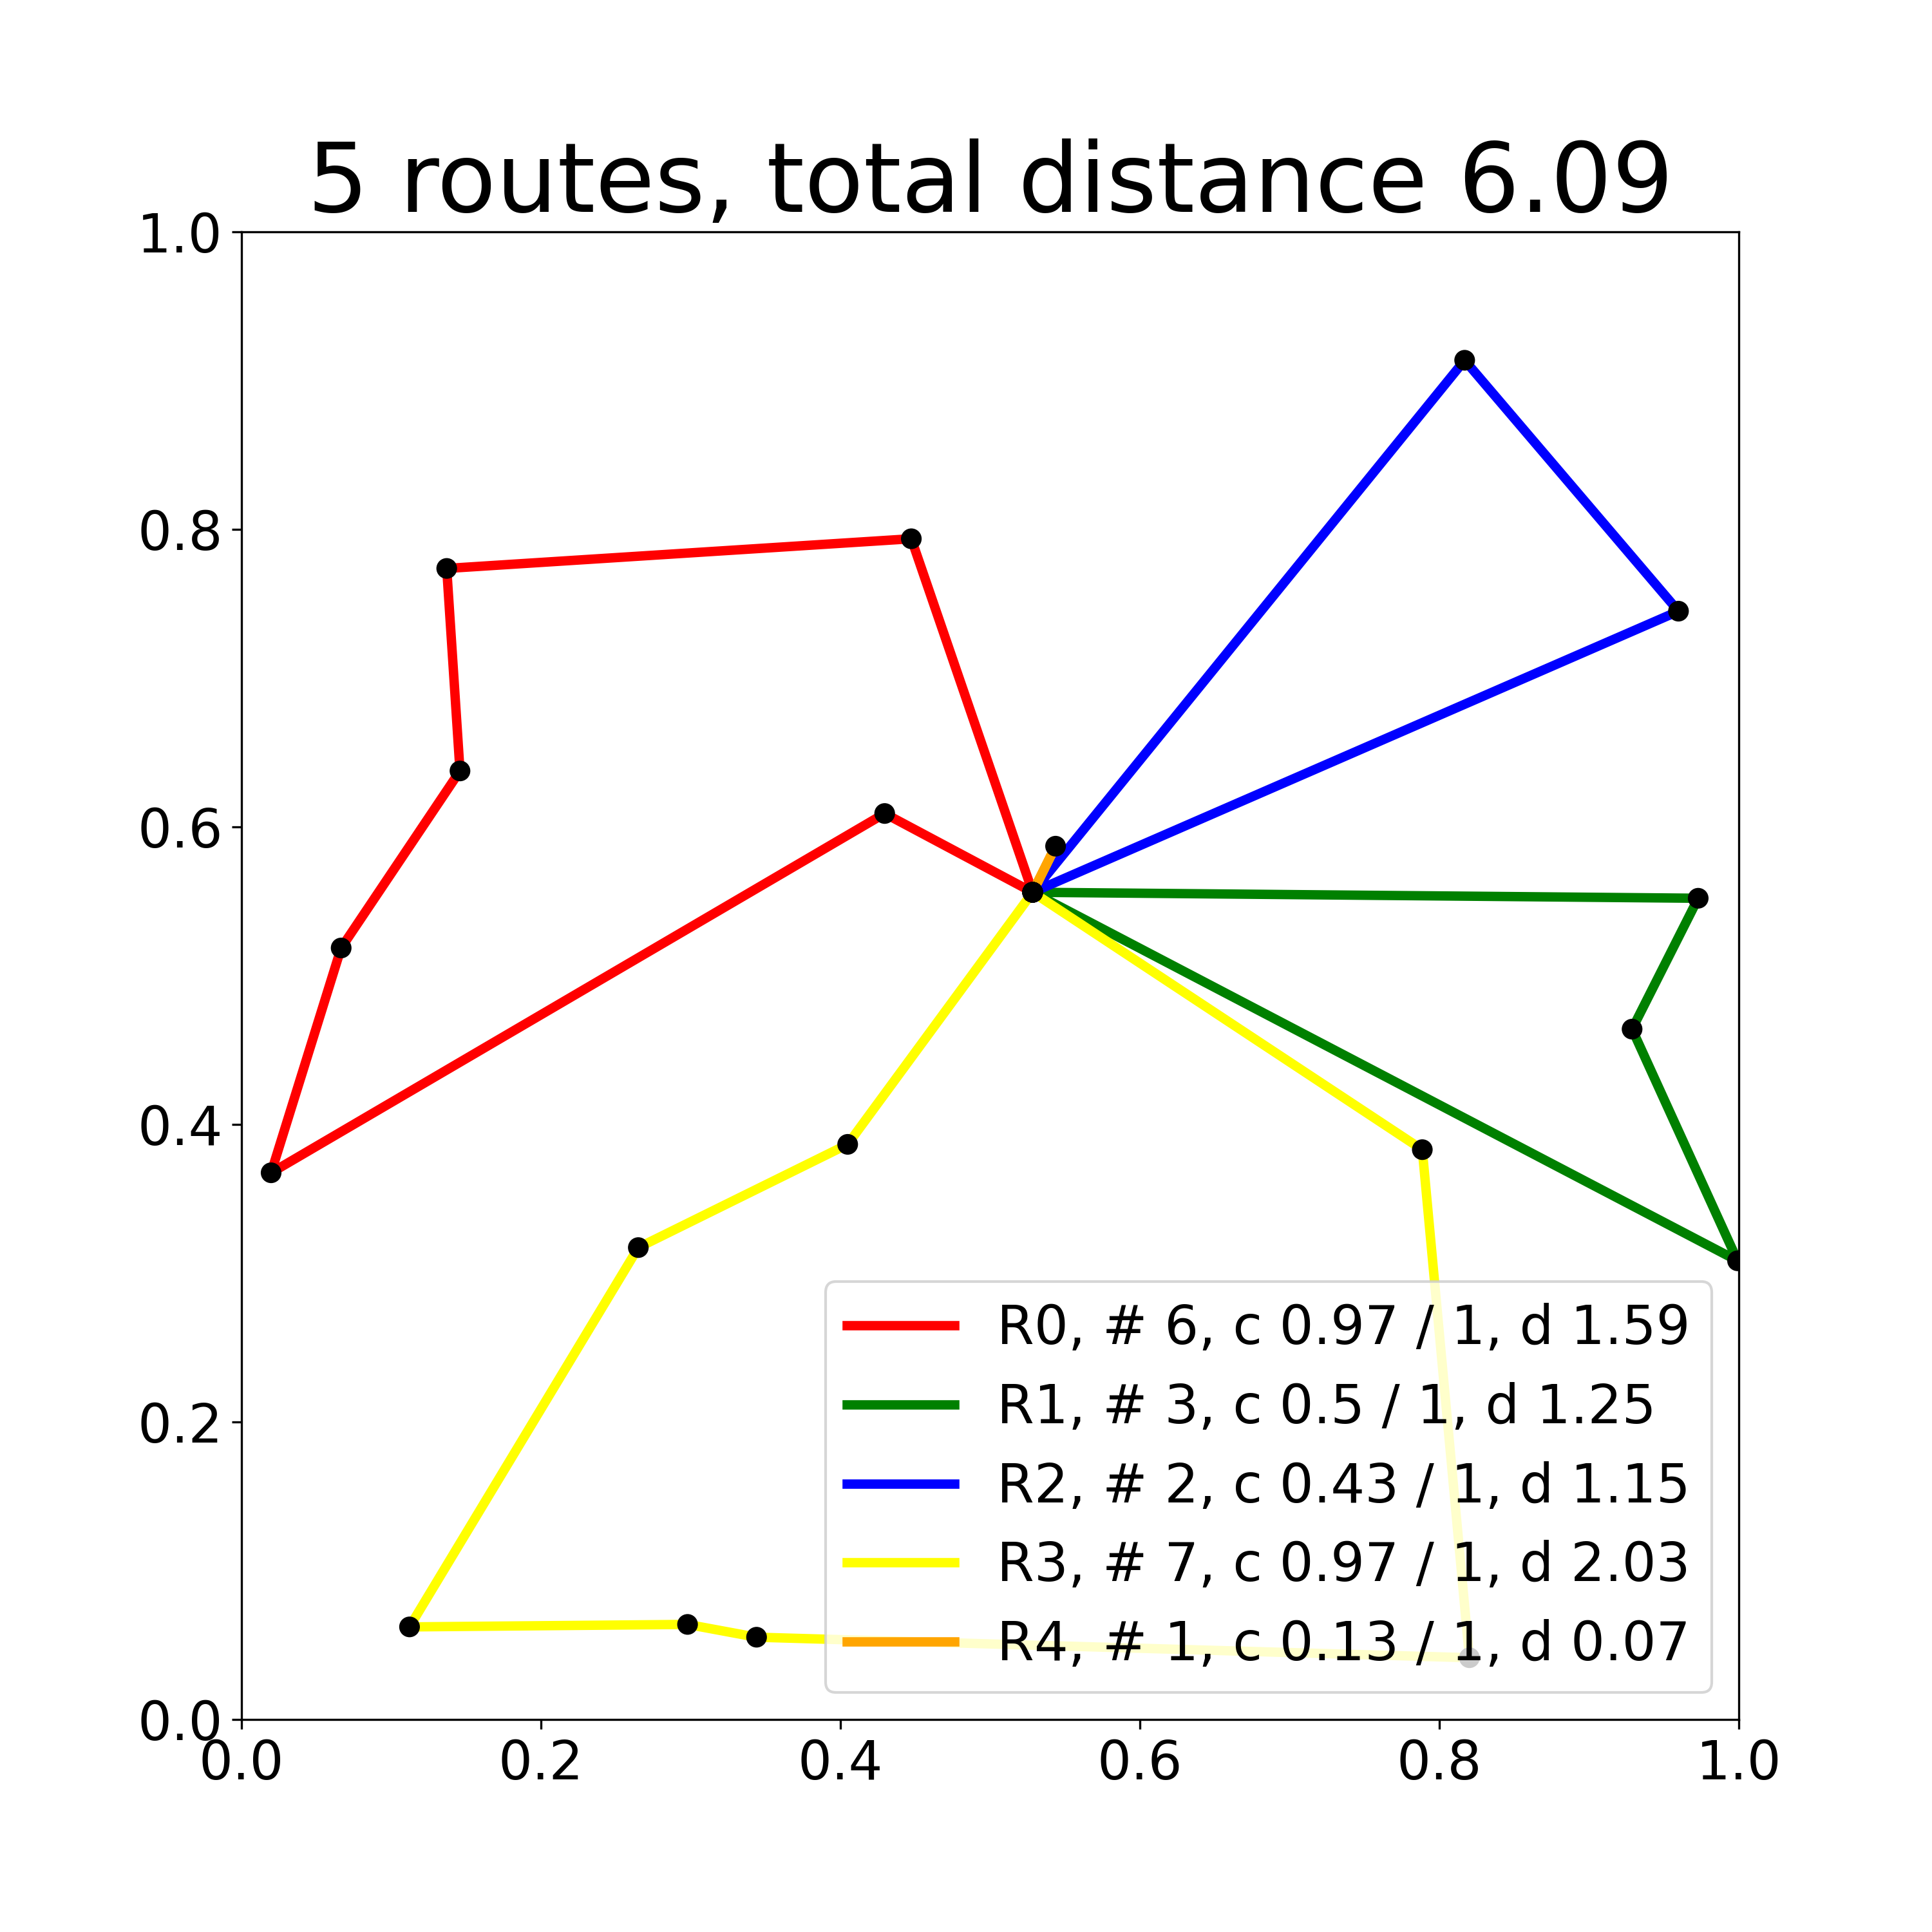 5 routes, total distance 6.09
1.0
0.8
0.6
0.4
0.2
0.0
0.0 0.2 0.4 0.6 0.8 1.0
R0, # 6, c 0.97 / 1, d 1.59
R1, # 3, c 0.5 / 1, d 1.25
R2, # 2, c 0.43 / 1, d 1.15
R3, # 7, c 0.97 / 1, d 2.03
R4, # 1, c 0.13 / 1, d 0.07